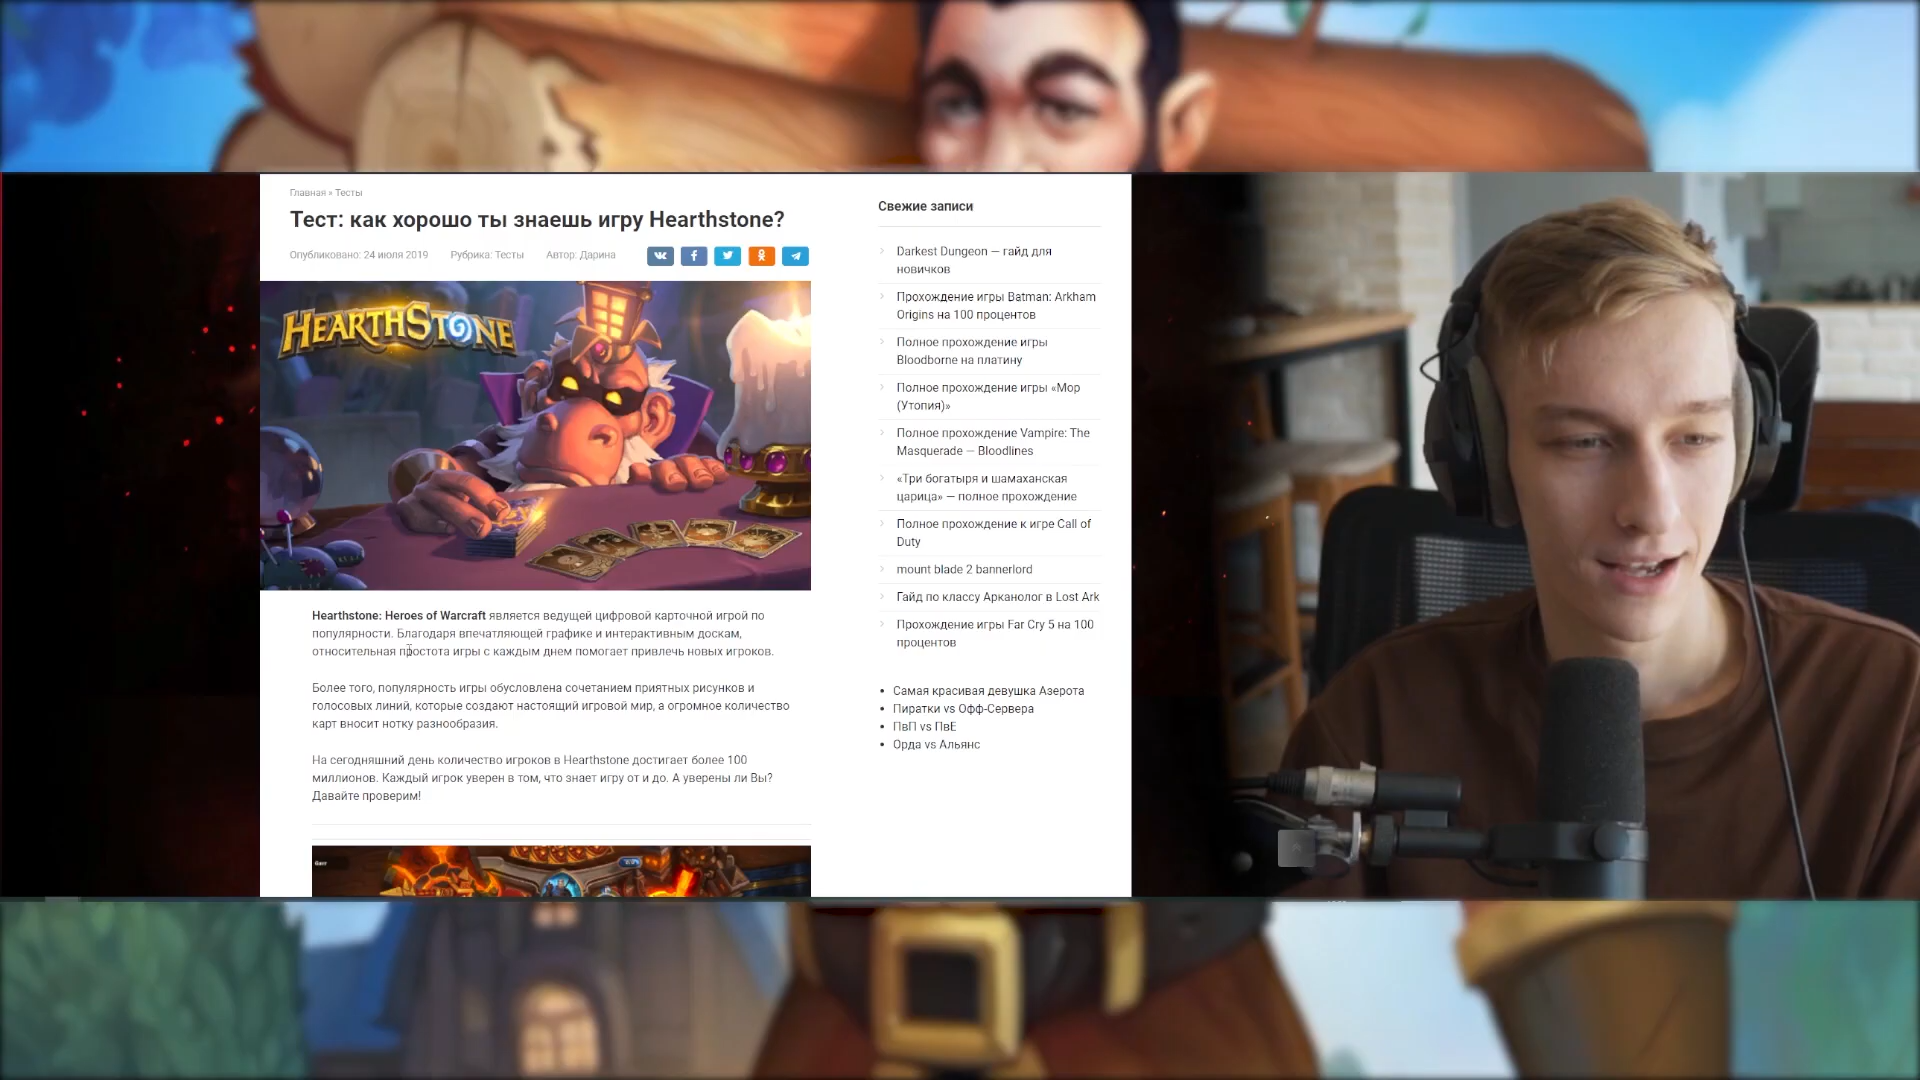 Главная » Тесты
Тест: как хорошо ты знаешь игру Hearthstone?
Опубликовано: 24 июля 2019 Рубрика: Тесты Автор: Дарина
HEARTHSTONE
Hearthstone: Heroes of Warcraft является ведущей цифровой карточной игрой по
популярности. Благодаря впечатляющей графике и интерактивным доскам,
относительная простота игры с каждым днем помогает привлечь новых игроков.
Более того, популярность игры обусловлена сочетанием приятных рисунков и
голосовых линий, которые создают настоящий игровой мир, а огромное количество
карт вносит нотку разнообразия.
На сегодняшний день количество игроков в Hearthstone достигает более 100
миллионов. Каждый игрок уверен в том, что знает игру от и до. А уверены ли Вы?
Давайте проверим!
Свежие записи
Darkest Dungeon — гайд для
новичков
Прохождение игры Batman: Arkham
Origins на 100 процентов
Полное прохождение игры
Bloodborne на платину
Полное прохождение игры «Мор
(Утопия)»
Полное прохождение Vampire: The
Masquerade — Bloodlines
«Три богатыря и шамаханская
царица» — полное прохождение
Полное прохождение к игре Call of
Duty
mount blade 2 bannerlord
Гайд по классу Арканолог в Lost Ark
Прохождение игры Far Cry 5 на 100
процентов
Самая красивая девушка Азерота
Пиратки vs Офф-Сервера
ПвП vs ПвЕ
Орда vs Альянс